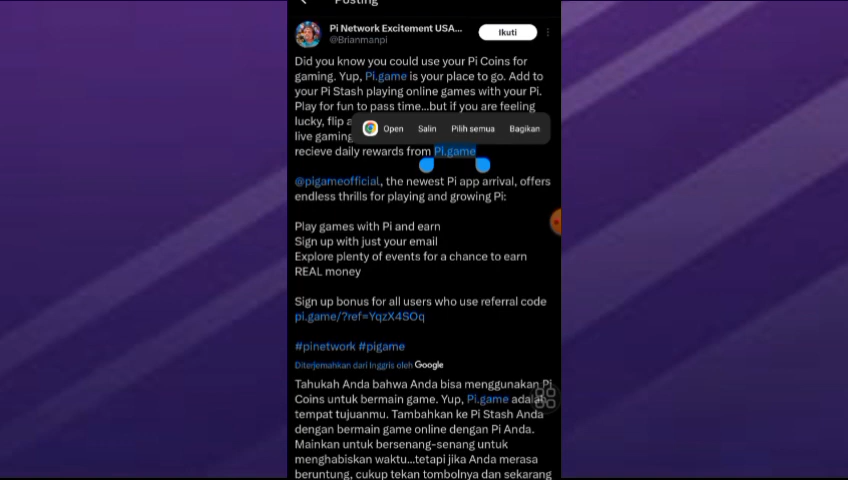 Posting
Pi Network Excitement USA...
@Brianmanpi
Ikuti
Did you know you could use your Pi Coins for
gaming. Yup, Pi.game is your place to go. Add to
your Pi Stash playing online games with your Pi.
Play for fun to pass time...but if you are feeling
lucky, flip
Open Salin Pilih semua Bagikan
live gaming
recieve daily rewards from Pi.game
@pigameofficial, the newest Pi app arrival, offers
endless thrills for playing and growing Pi:
Play games with Pi and earn
Sign up with just your email
Explore plenty of events for a chance to earn
REAL money
Sign up bonus for all users who use referral code
pi.game/?ref=YqzX4SOq
#pinetwork #pigame
Diterjemahkan dari Inggris oleh Google
Tahukah Anda bahwa Anda bisa menggunakan Pi
Coins untuk bermain game. Yup, Pi.game adalah
tempat tujuanmu. Tambahkan ke Pi Stash Anda
dengan bermain game online dengan Pi Anda.
Mainkan untuk bersenang-senang untuk
menghabiskan waktu...tetapi jika Anda merasa
beruntung, cukup tekan tombolnya dan sekarang